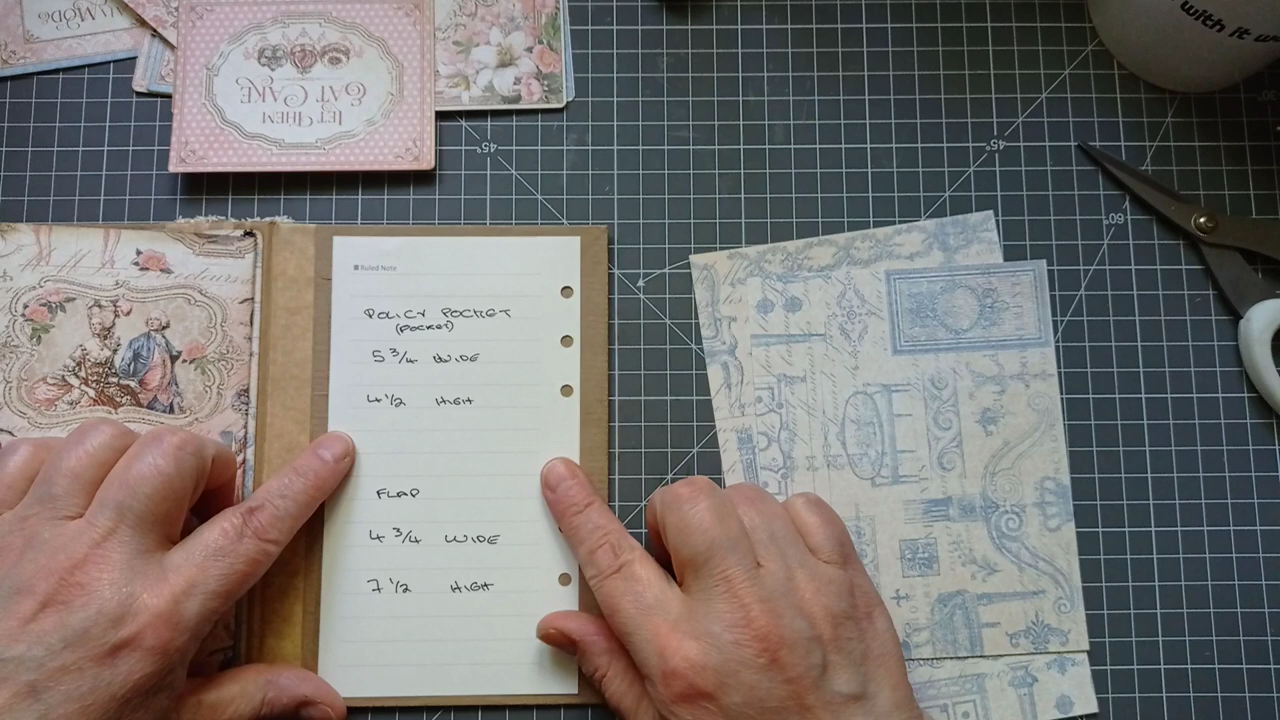 LET THEM
EAT CAKE
with it w
45°
45°
60°
■ Ruled Note
POLICY POCKET
(POCKET)
5 3/4 WIDE
4 1/2 HIGH
FLAP
4 3/4 WIDE
7 1/2 HIGH